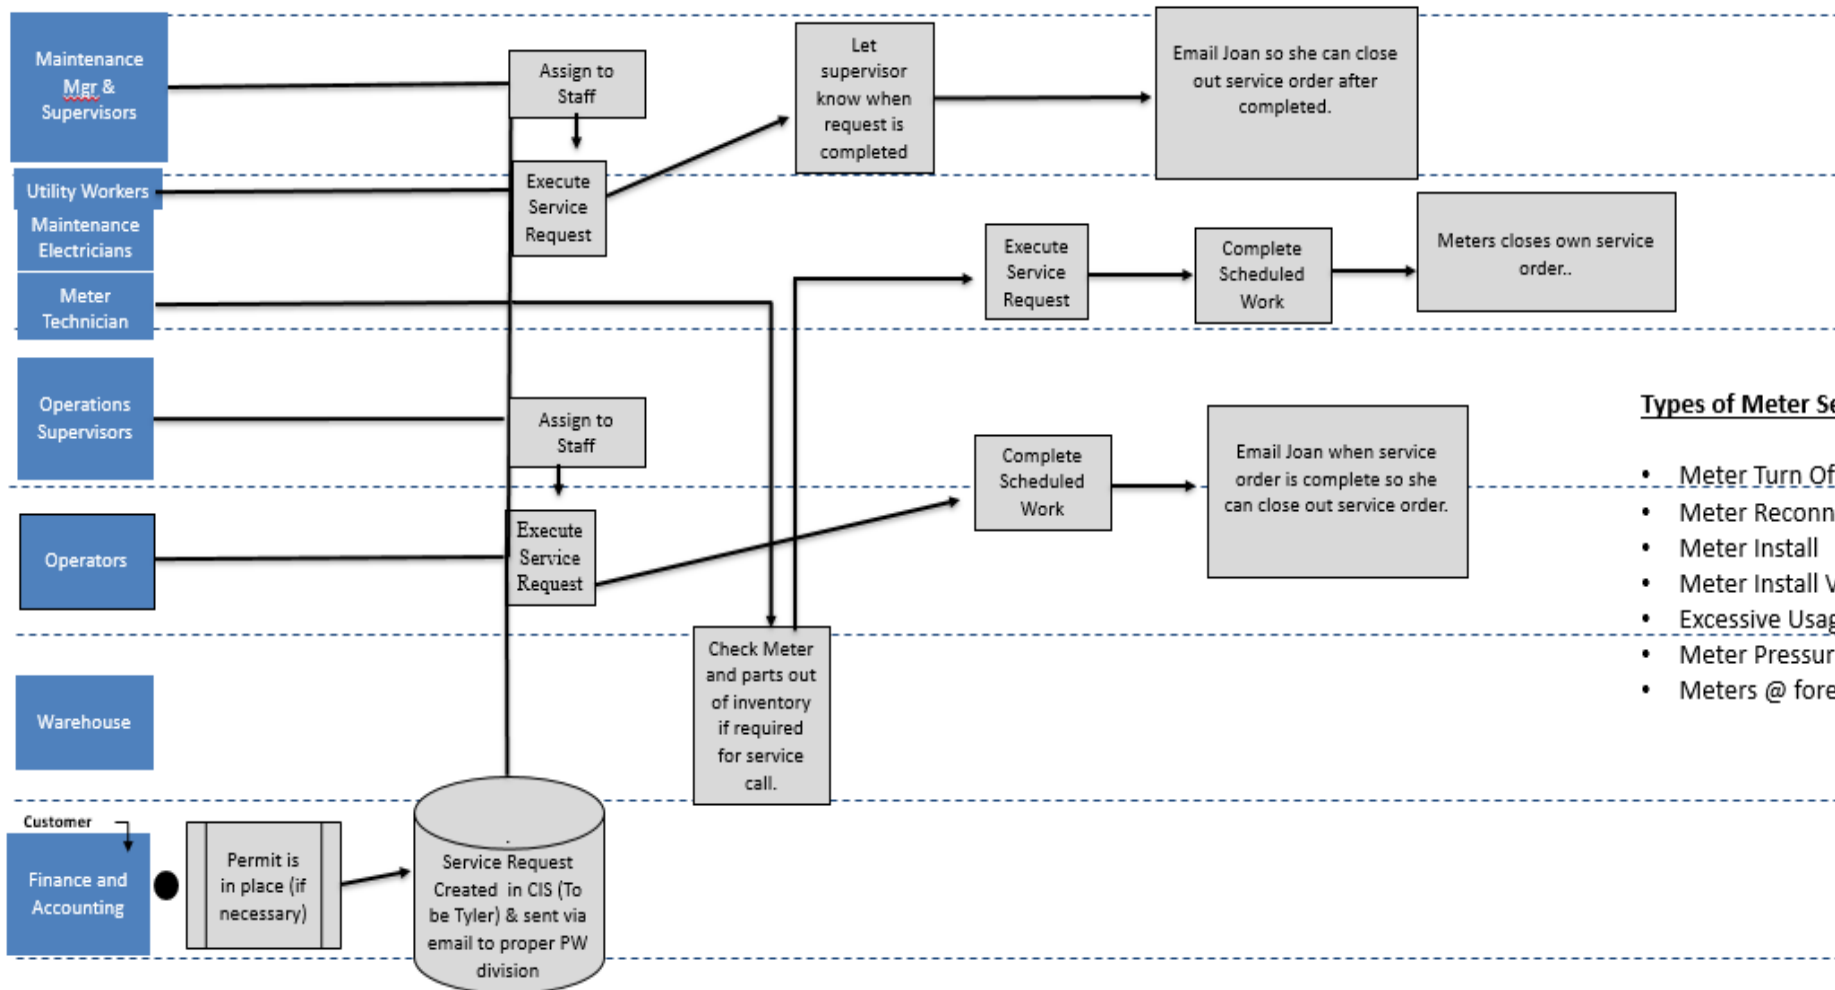 Maintenance
Mgr &
Supervisors
Assign to
Staff
Let
supervisor
know when
request is
completed
Email Joan so she can close
out service order after
completed.
Utility Workers
Execute
Service
Request
Maintenance
Electricians
Meter
Technician
Execute
Service
Request
Complete
Scheduled
Work
Meters closes own service
order..
Operations
Supervisors
Assign to
Staff
Complete
Scheduled
Work
Email Joan when service
order is complete so she
can close out service order.
Operators
Execute
Service
Request
Types of Meter Se
• Meter Turn Of
• Meter Reconn
• Meter Install
• Meter Install V
• Excessive Usag
• Meter Pressur
• Meters @ fore
Warehouse
Check Meter
and parts out
of inventory
if required
for service
call.
Customer
Finance and
Accounting
Permit is
in place (if
necessary)
.
Service Request
Created in CIS (To
be Tyler) & sent via
email to proper PW
division